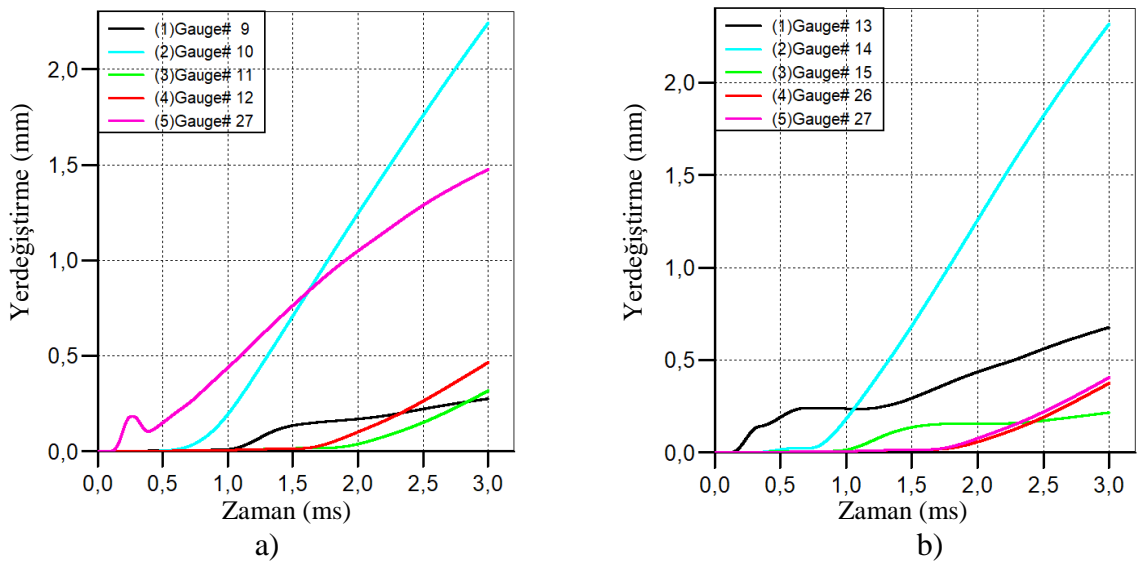 (1)Gauge# 9
(2)Gauge# 10
(3)Gauge# 11
(4)Gauge# 12
(5)Gauge# 27
2,0
1,5
1,0
0,5
0,0
Yerdeğiştirme (mm)
0,0 0,5 1,0 1,5 2,0 2,5 3,0
Zaman (ms)
a)
(1)Gauge# 13
(2)Gauge# 14
(3)Gauge# 15
(4)Gauge# 26
(5)Gauge# 27
2,0
1,5
1,0
0,5
0,0
Yerdeğiştirme (mm)
0,0 0,5 1,0 1,5 2,0 2,5 3,0
Zaman (ms)
b)